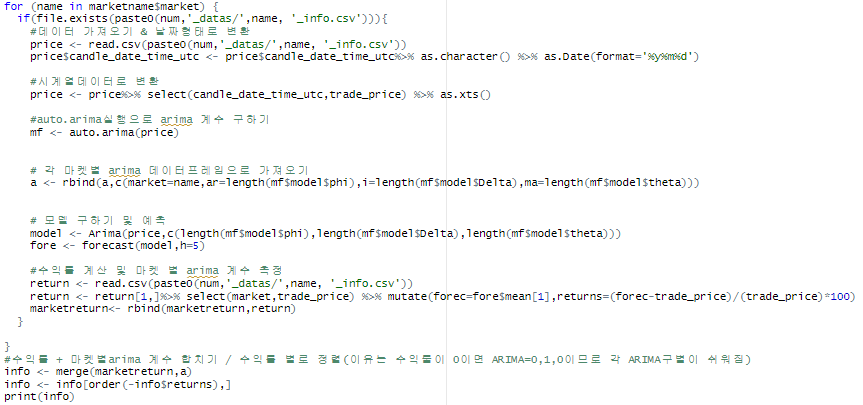 for (name in marketname$market) {
  if(file.exists(paste0(num,'_datas/',name, '_info.csv'))){
    #데이터 가져오기 & 날짜형태로 변환
    price <- read.csv(paste0(num,'_datas/',name, '_info.csv'))
    price$candle_date_time_utc <- price$candle_date_time_utc%>% as.character() %>% as.Date(format='%y%m%d')
    #시계열데이터로 변환
    price <- price%>% select(candle_date_time_utc,trade_price) %>% as.xts()
    #auto.arima실행으로 arima 계수 구하기
    mf <- auto.arima(price)
    # 각 마켓별 arima 데이터프레임으로 가져오기
    a <- rbind(a,c(market=name,ar=length(mf$model$phi),i=length(mf$model$Delta),ma=length(mf$model$theta)))
    # 모델 구하기 및 예측
    model <- Arima(price,c(length(mf$model$phi),length(mf$model$Delta),length(mf$model$theta)))
    fore <- forecast(model,h=5)
    #수익률 계산 및 마켓 별 arima 계수 측정
    return <- read.csv(paste0(num,'_datas/',name, '_info.csv'))
    return <- return[1,]%>% select(market,trade_price) %>% mutate(forec=fore$mean[1],returns=(forec-trade_price)/(trade_price)*100)
    marketreturn<- rbind(marketreturn,return)
  }
}
#수익률 + 마켓별arima 계수 합치기 / 수익률 별로 정렬(이유는 수익률이 0이면 ARIMA=0,1,0이므로 각 ARIMA구별이 쉬워짐)
info <- merge(marketreturn,a)
info <- info[order(-info$returns),]
print(info)